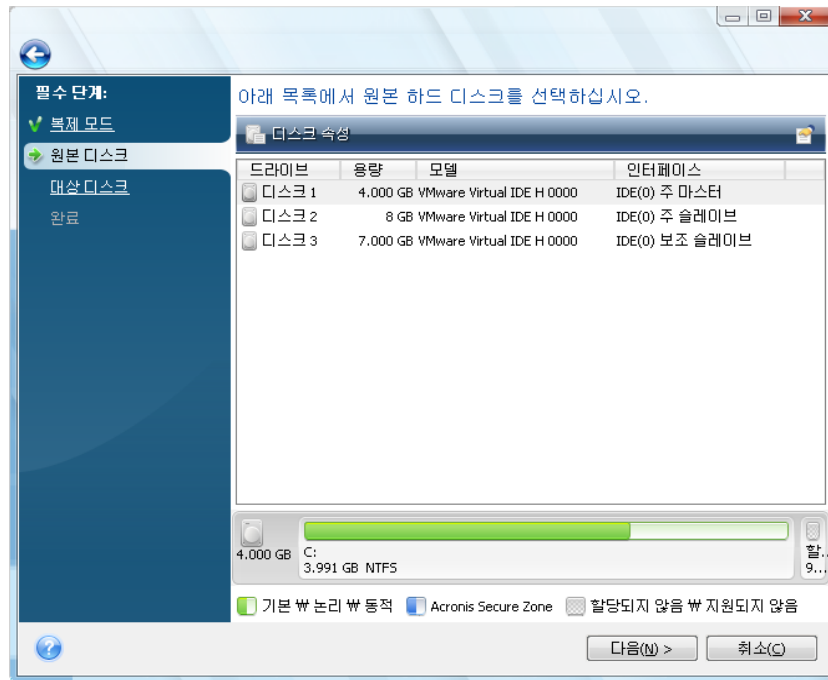 필수 단계:
복제 모드
원본 디스크
대상 디스크
완료
아래 목록에서 원본 하드 디스크를 선택하십시오.
디스크 속성
드라이브 용량 모델 인터페이스
디스크 1 4.000 GB VMware Virtual IDE H 0000 IDE(0) 주 마스터
디스크 2 8 GB VMware Virtual IDE H 0000 IDE(0) 주 슬레이브
디스크 3 7.000 GB VMware Virtual IDE H 0000 IDE(0) 보조 슬레이브
4.000 GB
C:
3.991 GB NTFS
할...
9...
기본 ₩ 논리 ₩ 동적 Acronis Secure Zone 할당되지 않음 ₩ 지원되지 않음
다음(N) > 취소(C)